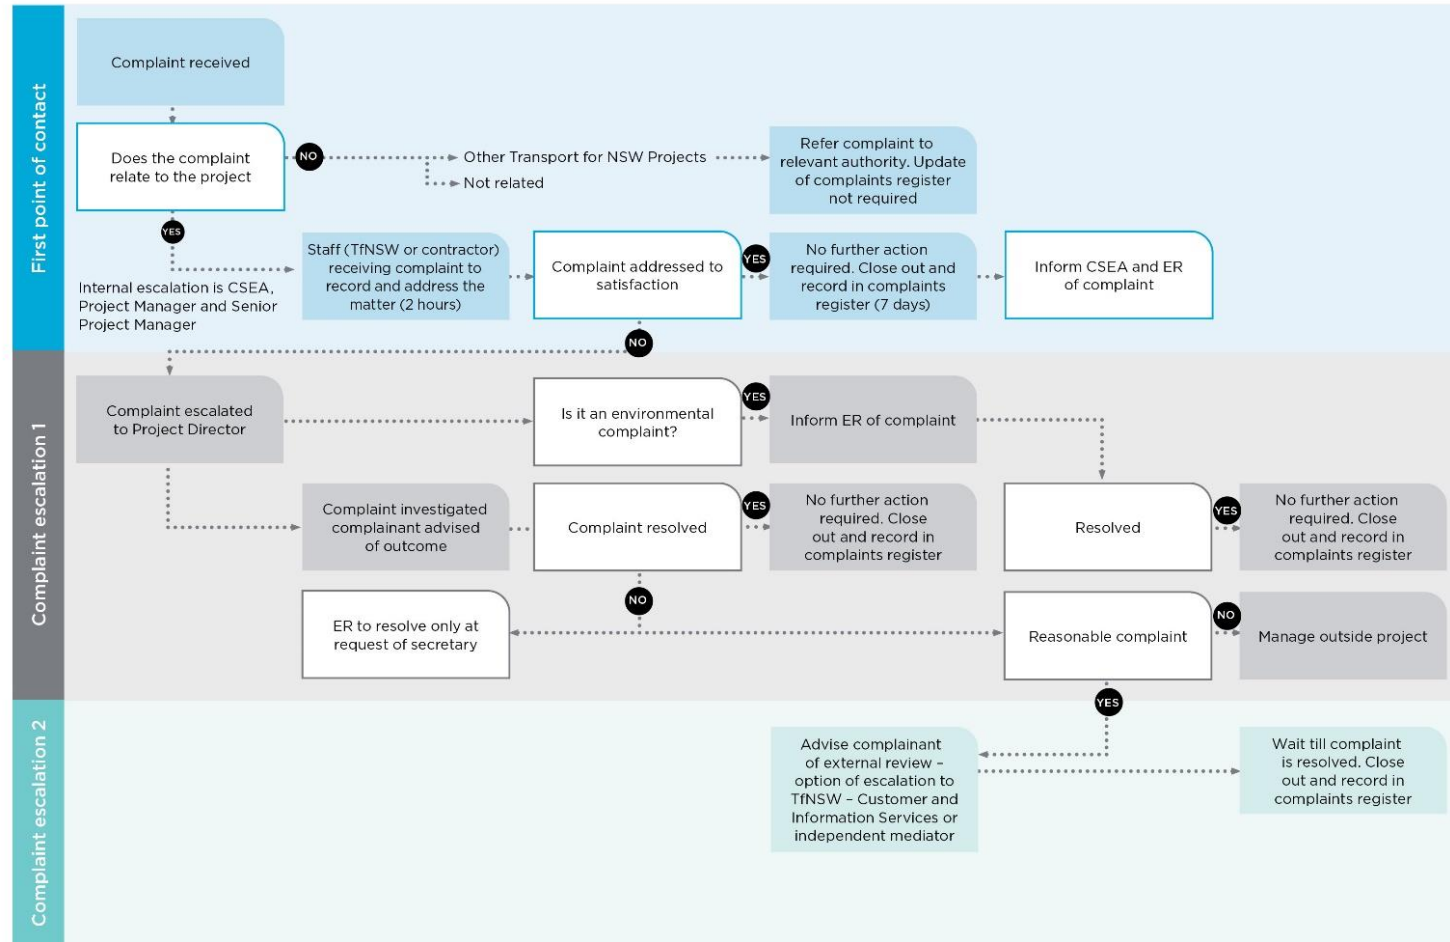 First point of contact
Complaint received
Does the complaint
relate to the project
NO
Other Transport for NSW Projects
Not related
Refer complaint to
relevant authority. Update
of complaints register
not required
YES
Internal escalation is CSEA,
Project Manager and Senior
Project Manager
Staff (TfNSW or contractor)
receiving complaint to
record and address the
matter (2 hours)
Complaint addressed to
satisfaction
YES
No further action
required. Close out and
record in complaints
register (7 days)
Inform CSEA and ER
of complaint
NO
Complaint escalation 1
Complaint escalated
to Project Director
Is it an environmental
complaint?
YES
Inform ER of complaint
Complaint investigated
complainant advised
of outcome
Complaint resolved
YES
No further action
required. Close
out and record in
complaints register
Resolved
YES
No further action
required. Close
out and record in
complaints register
NO
ER to resolve only at
request of secretary
Reasonable complaint
NO
Manage outside project
YES
Complaint escalation 2
Advise complainant
of external review –
option of escalation to
TfNSW – Customer and
Information Services or
independent mediator
Wait till complaint
is resolved. Close
out and record in
complaints register